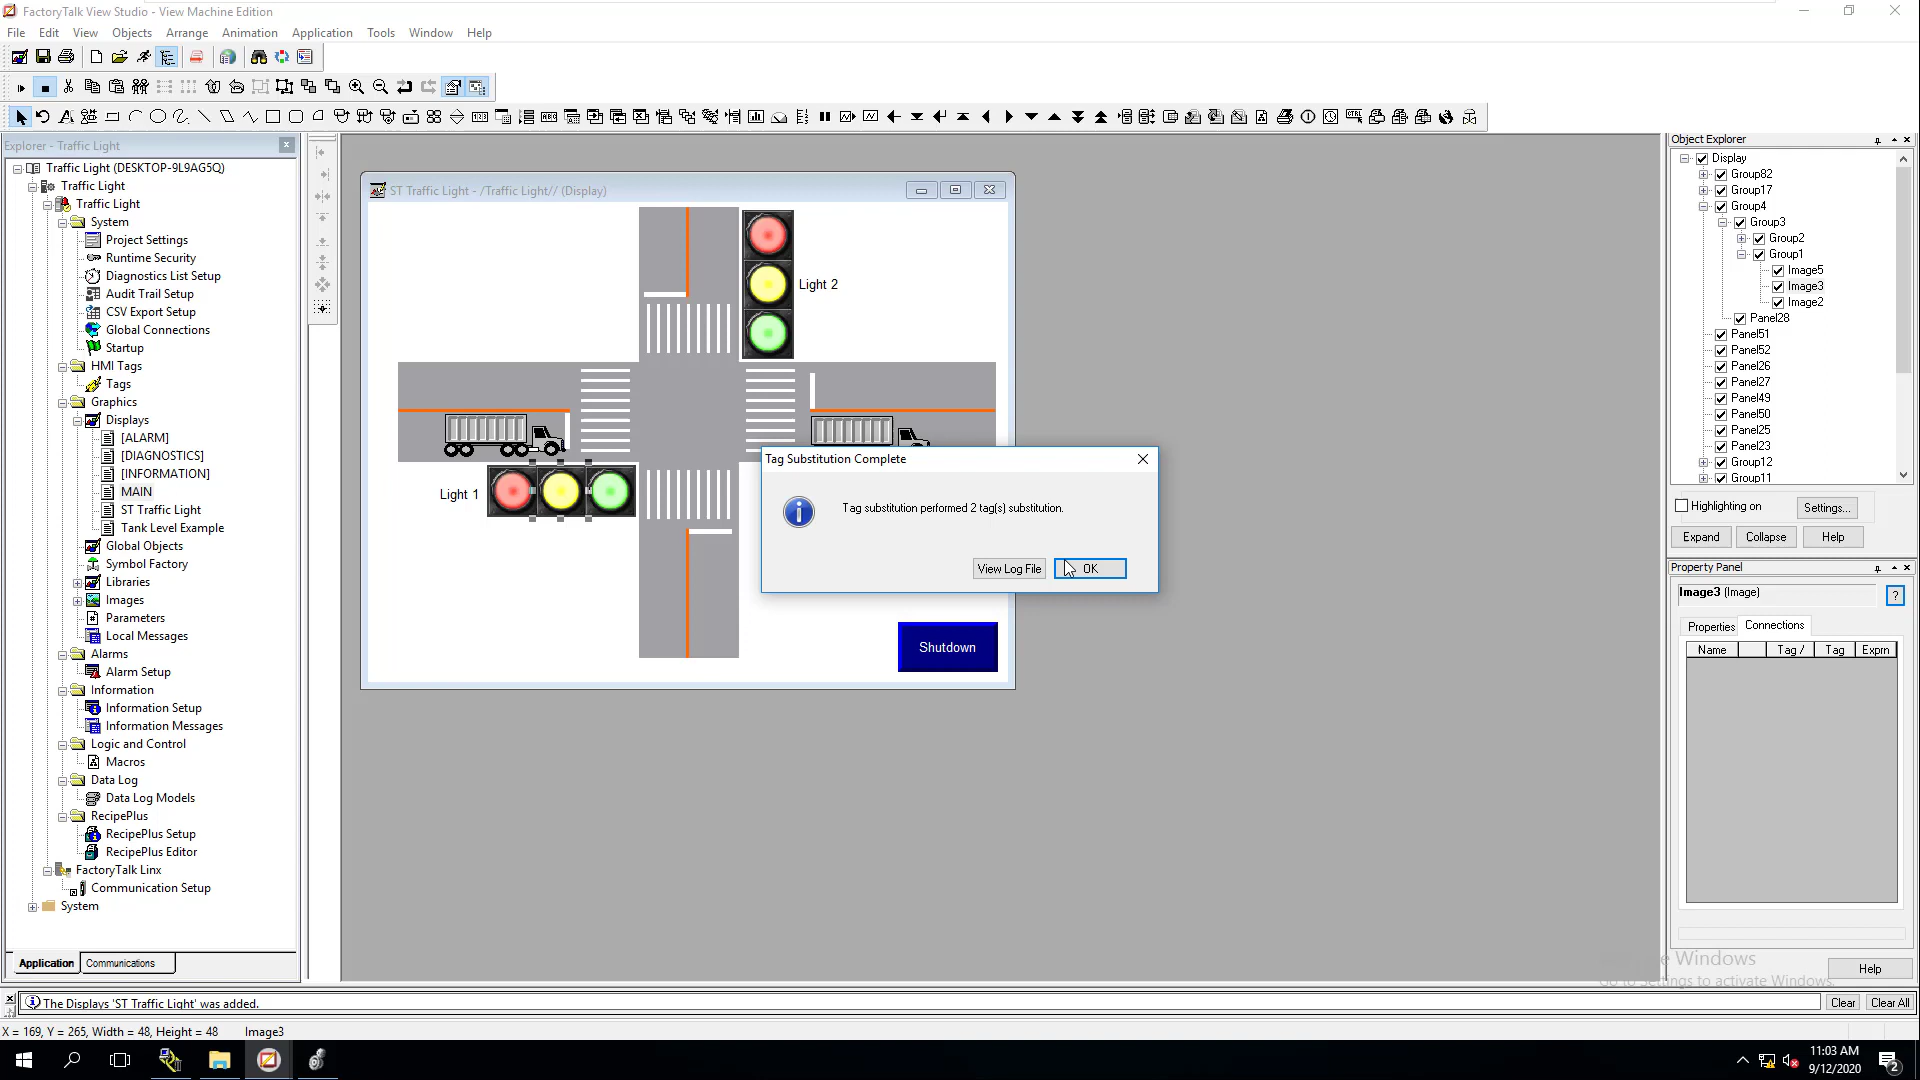 FactoryTalk View Studio - View Machine Edition
File Edit View Objects Arrange Animation Application Tools Window Help
Explorer - Traffic Light
Traffic Light (DESKTOP-9L9AG5Q)
Traffic Light
Traffic Light
System
Project Settings
Runtime Security
Diagnostics List Setup
Audit Trail Setup
CSV Export Setup
Global Connections
Startup
HMI Tags
Tags
Graphics
Displays
[ALARM]
[DIAGNOSTICS]
[INFORMATION]
MAIN
ST Traffic Light
Tank Level Example
Global Objects
Symbol Factory
Libraries
Images
Parameters
Local Messages
Alarms
Alarm Setup
Information
Information Setup
Information Messages
Logic and Control
Macros
Data Log
Data Log Models
RecipePlus
RecipePlus Setup
RecipePlus Editor
FactoryTalk Linx
Communication Setup
System
Application Communications
ST Traffic Light - /Traffic Light// (Display)
Light 2
Light 1
Shutdown
Tag Substitution Complete
Tag substitution performed 2 tag(s) substitution.
View Log File OK
Object Explorer
Display
Group82
Group17
Group4
Group3
Group2
Group1
Image5
Image3
Image2
Panel28
Panel51
Panel52
Panel26
Panel27
Panel49
Panel50
Panel25
Panel23
Group12
Group11
Highlighting on Settings...
Expand Collapse Help
Property Panel
Image3 (Image)
?
Properties Connections
Name Tag / Tag Exprn
Windows
Settings to activate Windows.
Help
The Displays 'ST Traffic Light' was added.
Clear Clear All
X = 169, Y = 265, Width = 48, Height = 48 Image3
11:03 AM
9/12/2020
2